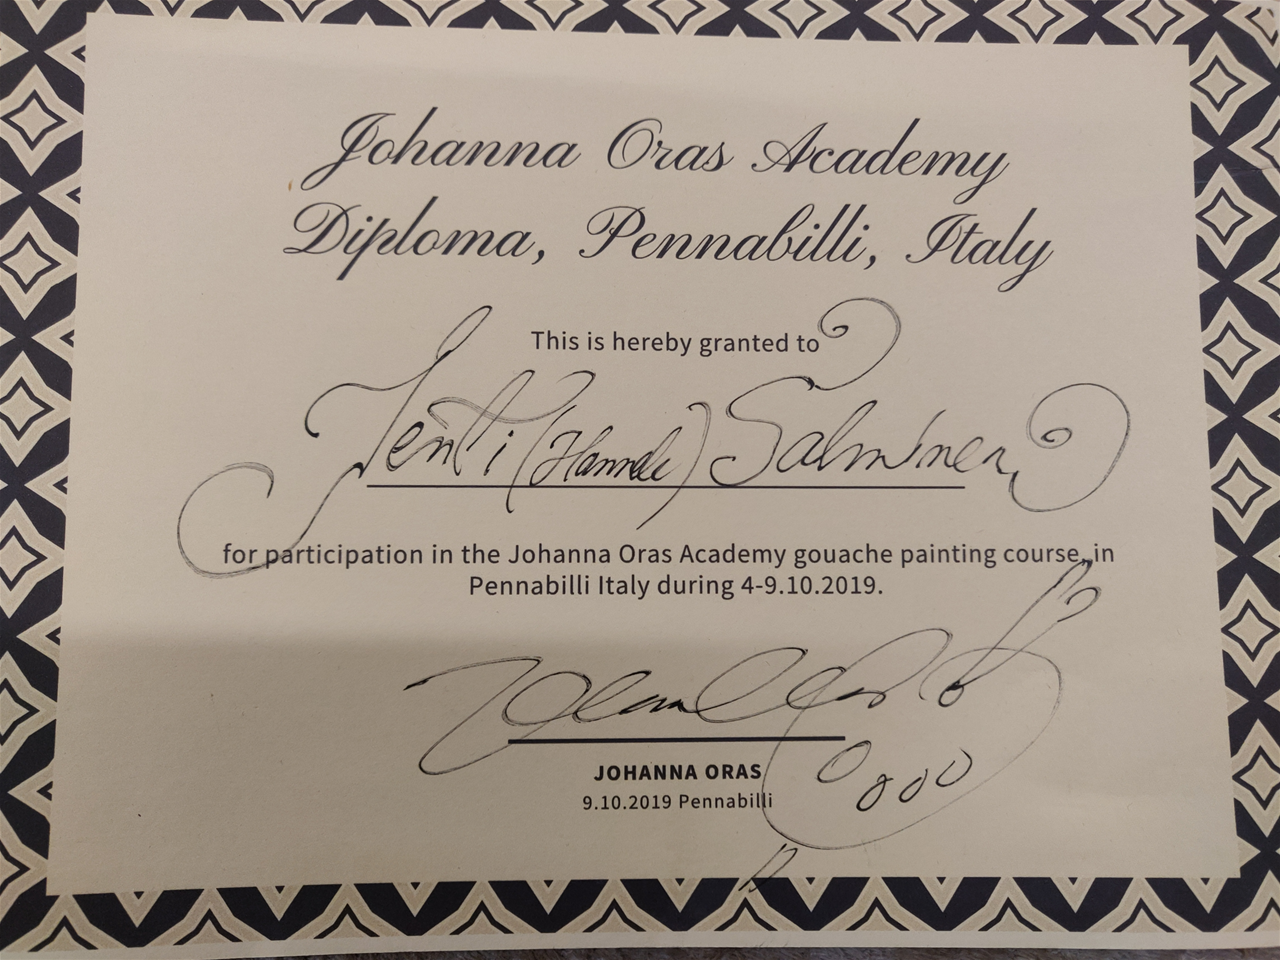 Johanna Oras Academy
Diploma, Pennabilli, Italy
This is hereby granted to
(Hannele) Salminen
for participation in the Johanna Oras Academy gouache painting course, in
Pennabilli Italy during 4-9.10.2019.
JOHANNA ORAS
9.10.2019 Pennabilli